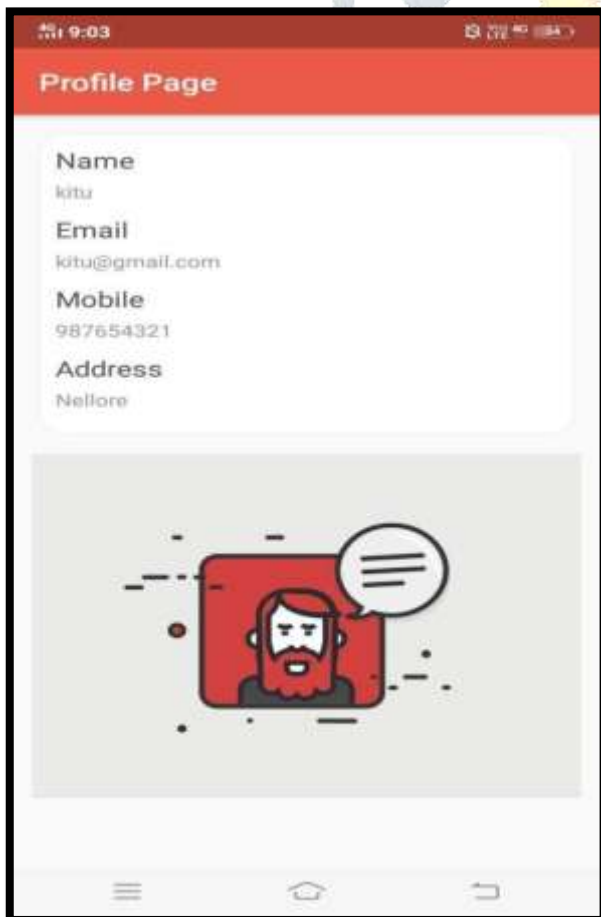 9:03
Profile Page
Name
kitu
Email
kitu@gmail.com
Mobile
987654321
Address
Nellore